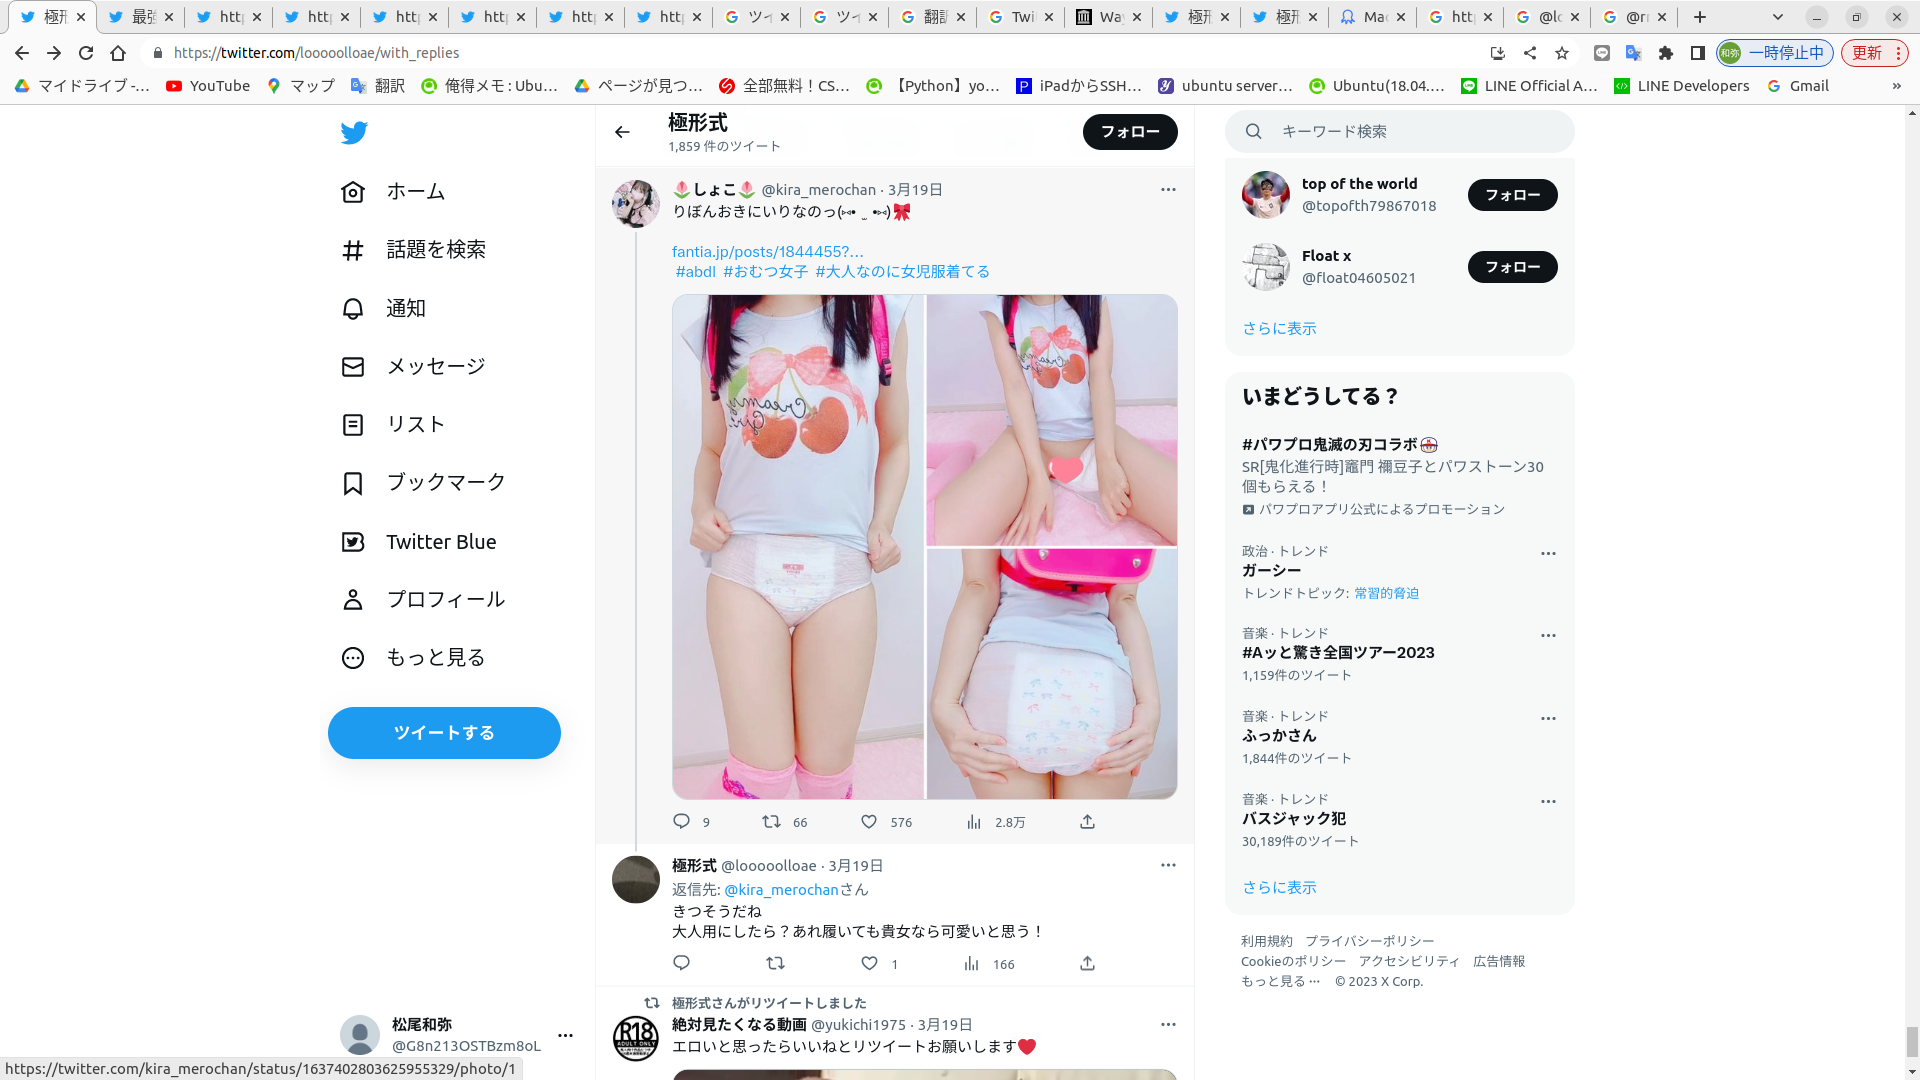 極形
最強
http
http
http
http
http
http
ツイ
ツイ
翻訳
Twi
Way
極形
極形
Mac
http
@lo
@rr
https://twitter.com/looooolloae/with_replies
和弥 一時停止中
更新
マイドライブ -...
YouTube
マップ
翻訳
俺得メモ : Ubu...
ページが見つ...
全部無料！CS...
【Python】yo...
iPadからSSH...
ubuntu server...
Ubuntu(18.04....
LINE Official A...
LINE Developers
Gmail
»
ホーム
話題を検索
通知
メッセージ
リスト
ブックマーク
Twitter Blue
プロフィール
もっと見る
ツイートする
松尾和弥
@G8n213OSTBzm8oL
https://twitter.com/kira_merochan/status/1637402803625955329/photo/1
極形式
1,859 件のツイート
フォロー
🌷しょこ🌷 @kira_merochan · 3月19日
りぼんおきにいりなのっ(⑅• ̫ •⑅)🎀
fantia.jp/posts/1844455?...
#abdl #おむつ女子 #大人なのに女児服着てる
Creamy
Girl
9
66
576
2.8万
極形式 @looooolloae · 3月19日
返信先: @kira_merochanさん
きつそうだね
大人用にしたら？あれ履いても貴女なら可愛いと思う！
1
166
極形式さんがリツイートしました
R18
ADULT ONLY
絶対見たくなる動画 @yukichi1975 · 3月19日
エロいと思ったらいいねとリツイートお願いします❤
キーワード検索
top of the world
@topofth79867018
フォロー
Float x
@float04605021
フォロー
さらに表示
いまどうしてる？
#パワプロ鬼滅の刃コラボ
SR[鬼化進行時]竈門 禰豆子とパワストーン30
個もらえる！
パワプロアプリ公式によるプロモーション
政治 · トレンド
ガーシー
トレンドトピック: 常習的脅迫
音楽 · トレンド
#Aッと驚き全国ツアー2023
1,159件のツイート
音楽 · トレンド
ふっかさん
1,844件のツイート
音楽 · トレンド
バスジャック犯
30,189件のツイート
さらに表示
利用規約 プライバシーポリシー
Cookieのポリシー アクセシビリティ 広告情報
もっと見る ··· © 2023 X Corp.